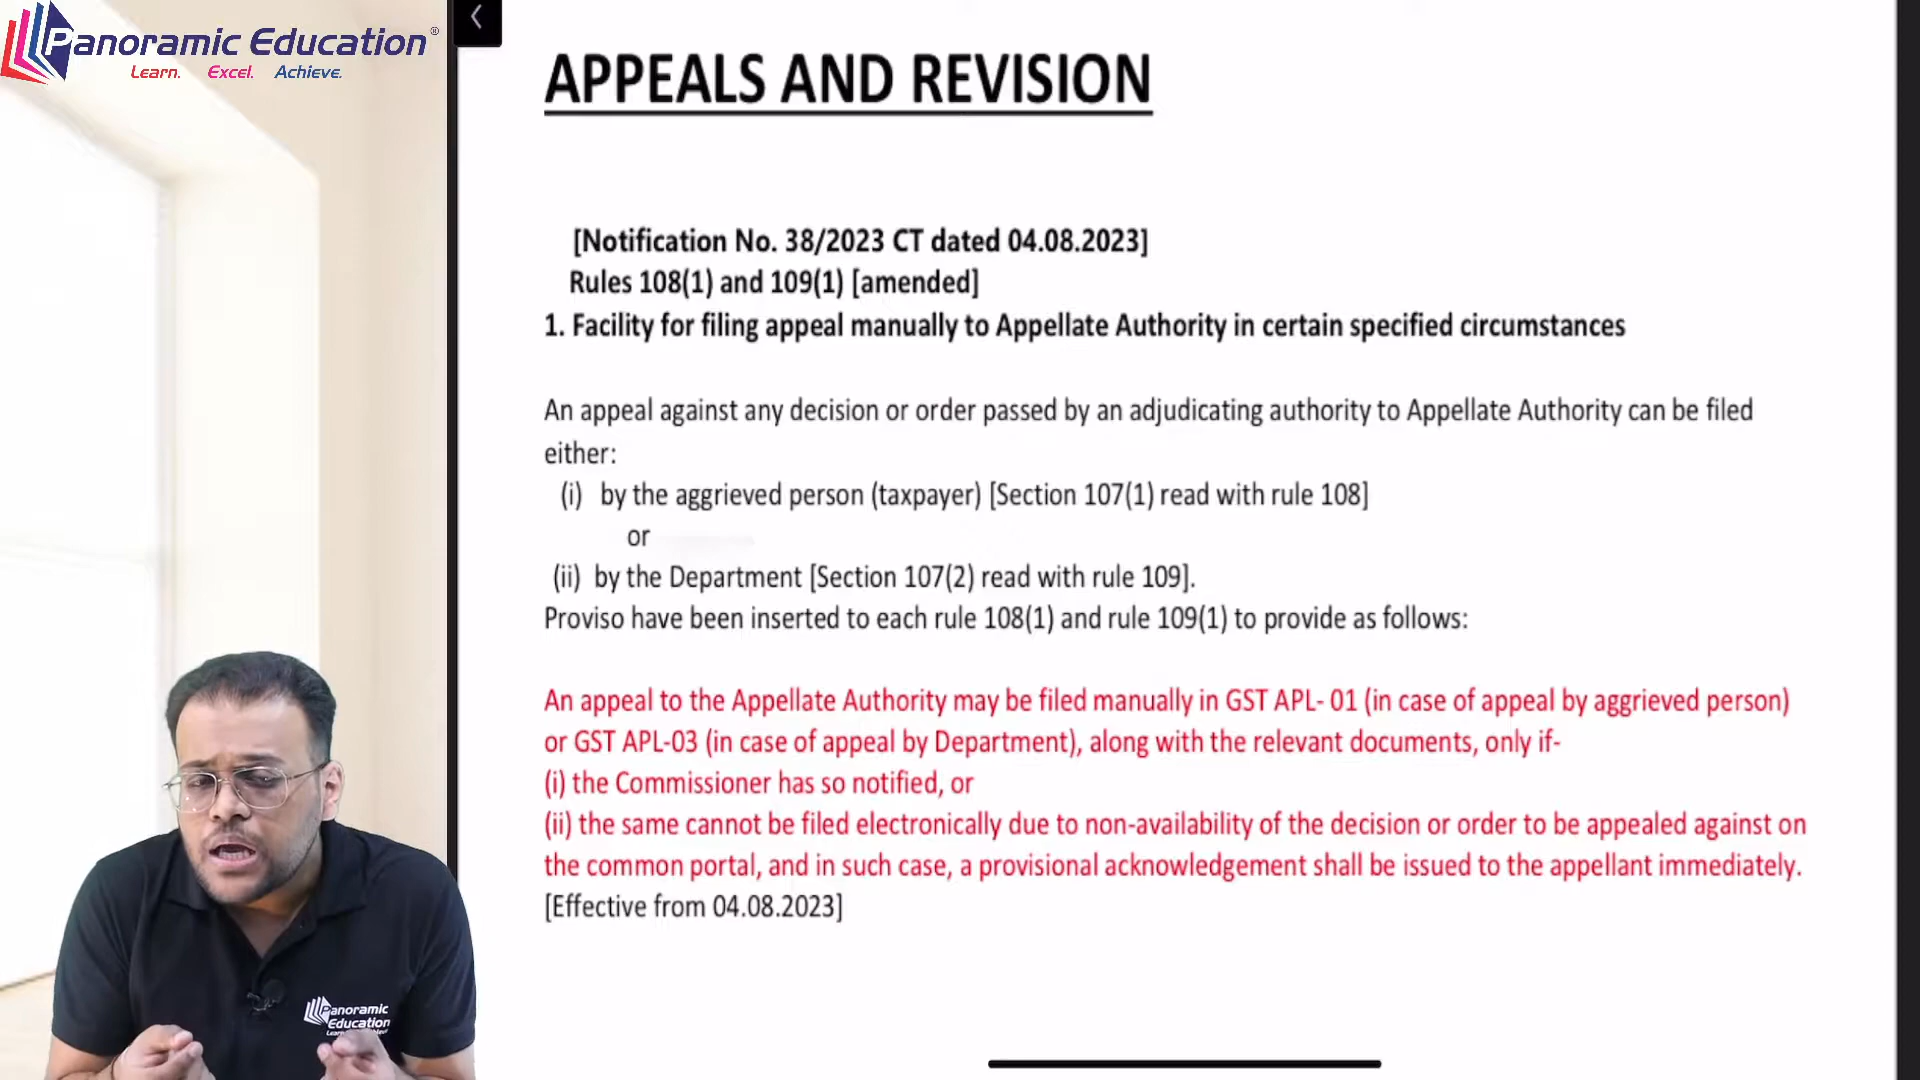 Panoramic Education®
Learn. Excel. Achieve.
APPEALS AND REVISION
[Notification No. 38/2023 CT dated 04.08.2023]
Rules 108(1) and 109(1) [amended]
1. Facility for filing appeal manually to Appellate Authority in certain specified circumstances
An appeal against any decision or order passed by an adjudicating authority to Appellate Authority can be filed
either:
(i) by the aggrieved person (taxpayer) [Section 107(1) read with rule 108]
or
(ii) by the Department [Section 107(2) read with rule 109].
Proviso have been inserted to each rule 108(1) and rule 109(1) to provide as follows:
An appeal to the Appellate Authority may be filed manually in GST APL- 01 (in case of appeal by aggrieved person)
or GST APL-03 (in case of appeal by Department), along with the relevant documents, only if-
(i) the Commissioner has so notified, or
(ii) the same cannot be filed electronically due to non-availability of the decision or order to be appealed against on
the common portal, and in such case, a provisional acknowledgement shall be issued to the appellant immediately.
[Effective from 04.08.2023]
Panoramic
Education